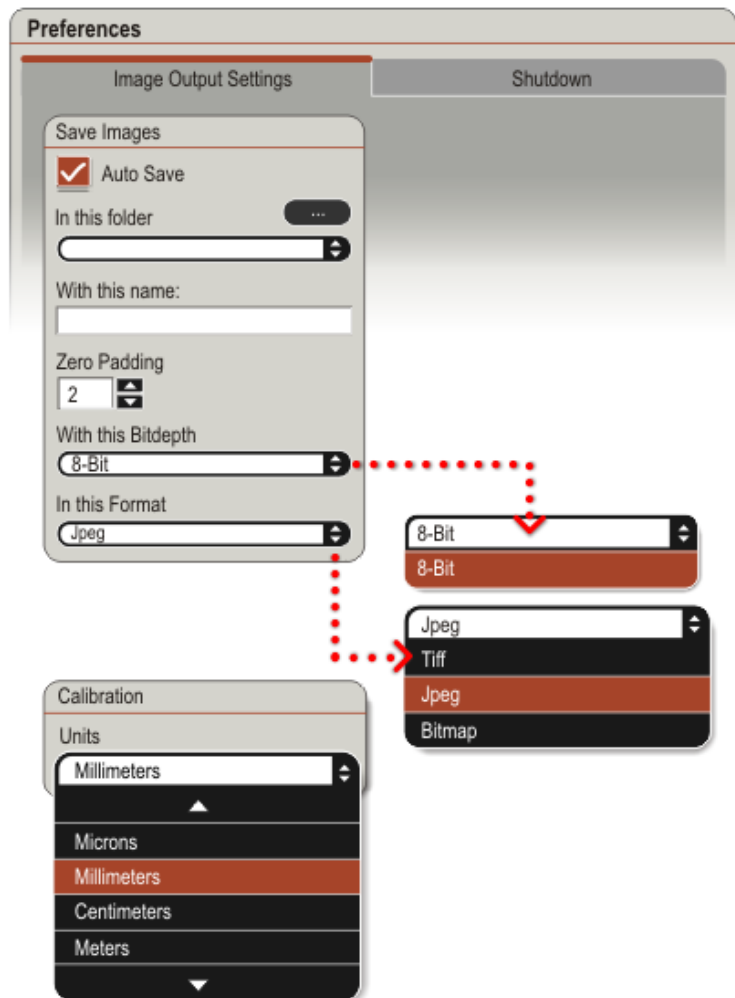 Preferences
Image Output Settings
Shutdown
Save Images
Auto Save
In this folder
...
With this name:
Zero Padding
2
With this Bitdepth
8-Bit
In this Format
Jpeg
8-Bit
8-Bit
Jpeg
Tiff
Jpeg
Bitmap
Calibration
Units
Millimeters
Microns
Millimeters
Centimeters
Meters